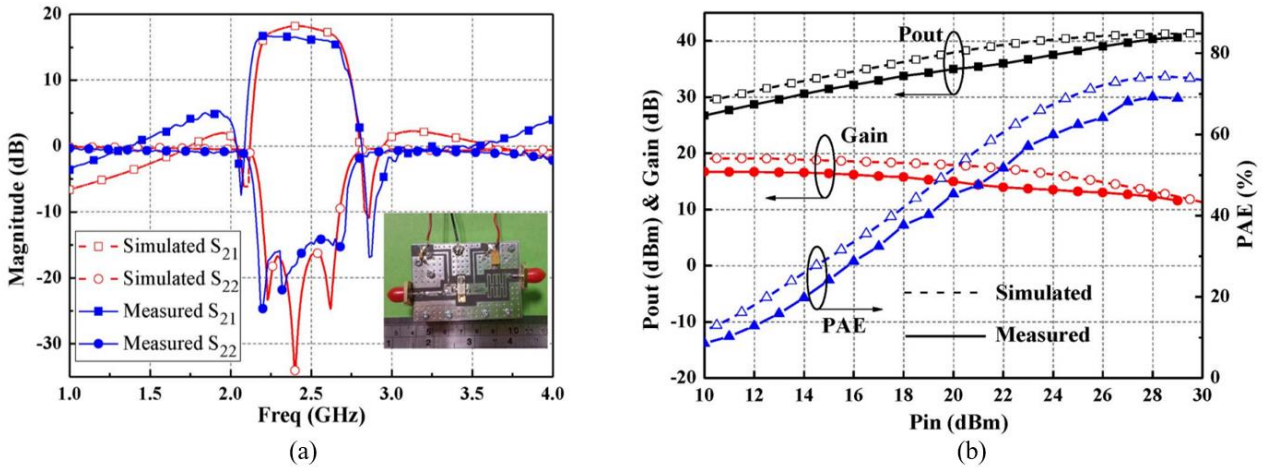 20
10
0
-10
-20
-30
Magnitude (dB)
Simulated S21
Simulated S22
Measured S21
Measured S22
1.0 1.5 2.0 2.5 3.0 3.5 4.0
Freq (GHz)
(a)
40
30
20
10
0
-10
-20
Pout (dBm) & Gain (dB)
Pout
Gain
PAE
Simulated
Measured
80
60
40
20
0
PAE (%)
10 12 14 16 18 20 22 24 26 28 30
Pin (dBm)
(b)